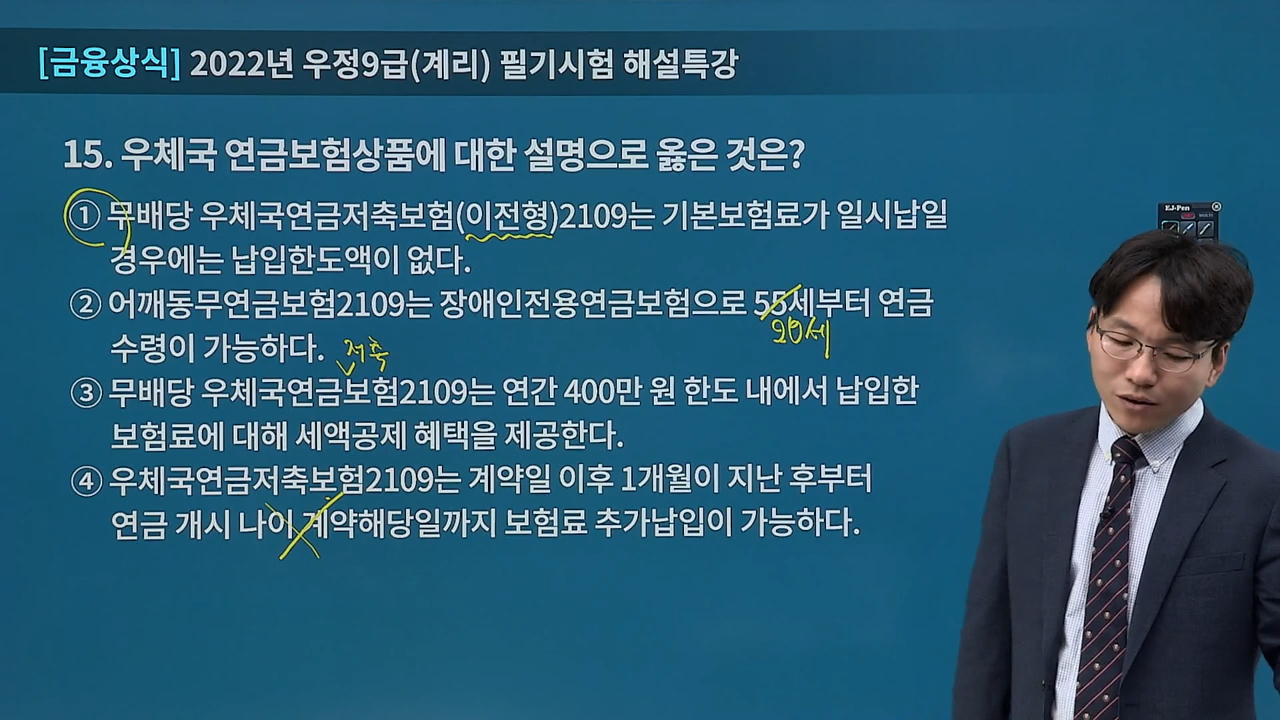 [금융상식] 2022년 우정9급(계리) 필기시험 해설특강
15. 우체국 연금보험상품에 대한 설명으로 옳은 것은?
① 무배당 우체국연금저축보험(이전형)2109는 기본보험료가 일시납일
경우에는 납입한도액이 없다.
② 어깨동무연금보험2109는 장애인전용연금보험으로 55세부터 연금
20세
수령이 가능하다.
저축
③ 무배당 우체국연금보험2109는 연간 400만 원 한도 내에서 납입한
보험료에 대해 세액공제 혜택을 제공한다.
④ 우체국연금저축보험2109는 계약일 이후 1개월이 지난 후부터
연금 개시 나이 계약해당일까지 보험료 추가납입이 가능하다.
EJ-Pen